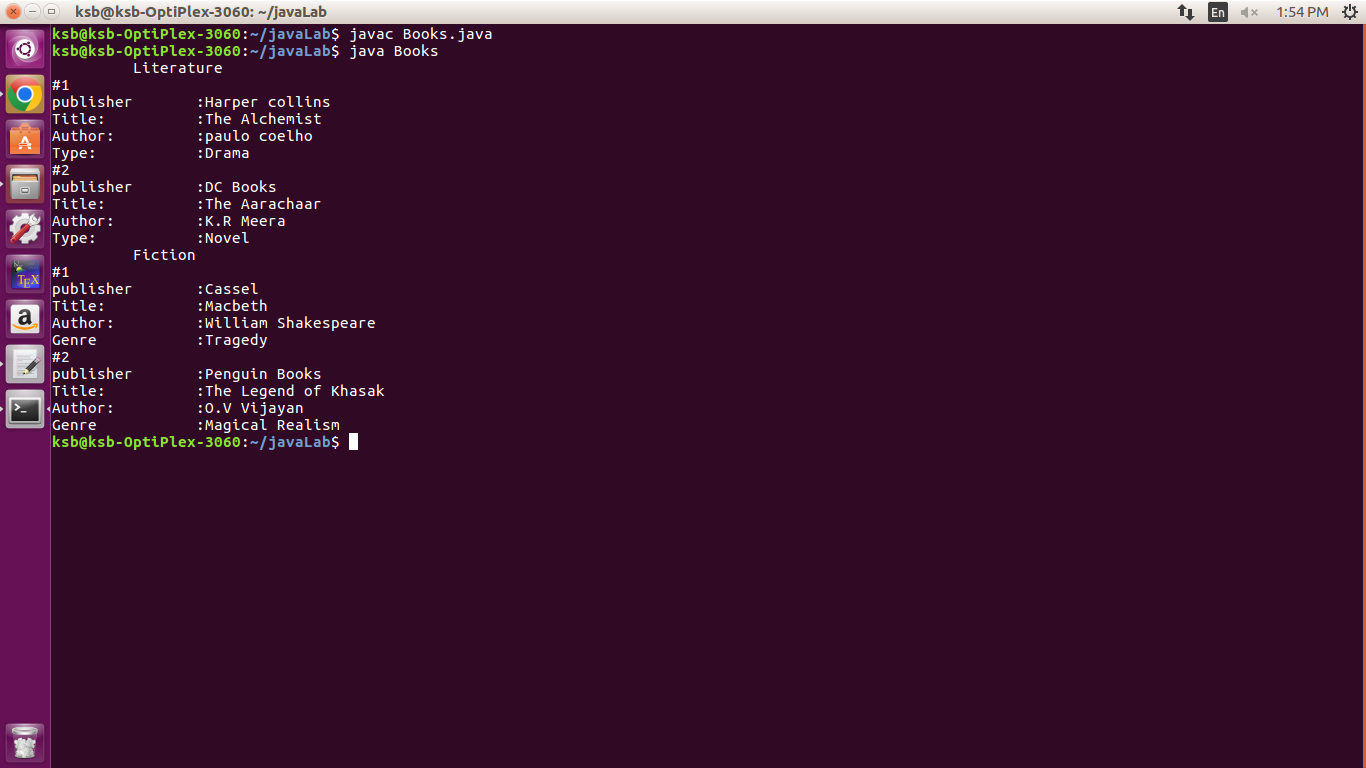 ksb@ksb-OptiPlex-3060: ~/javaLab
En
1:54 PM
ksb@ksb-OptiPlex-3060:~/javaLab$ javac Books.java
ksb@ksb-OptiPlex-3060:~/javaLab$ java Books
Literature
#1
publisher :Harper collins
Title: :The Alchemist
Author: :paulo coelho
Type: :Drama
#2
publisher :DC Books
Title: :The Aarachaar
Author: :K.R Meera
Type: :Novel
Fiction
#1
publisher :Cassel
Title: :Macbeth
Author: :William Shakespeare
Genre :Tragedy
#2
publisher :Penguin Books
Title: :The Legend of Khasak
Author: :O.V Vijayan
Genre :Magical Realism
ksb@ksb-OptiPlex-3060:~/javaLab$
A
TEX
a
>_